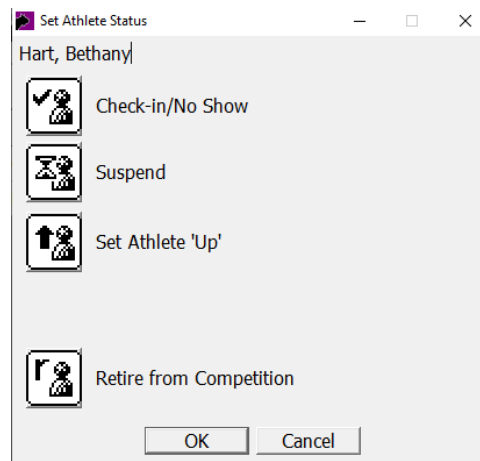 Set Athlete Status
Hart, Bethany
Check-in/No Show
Suspend
Set Athlete 'Up'
r
Retire from Competition
OK Cancel